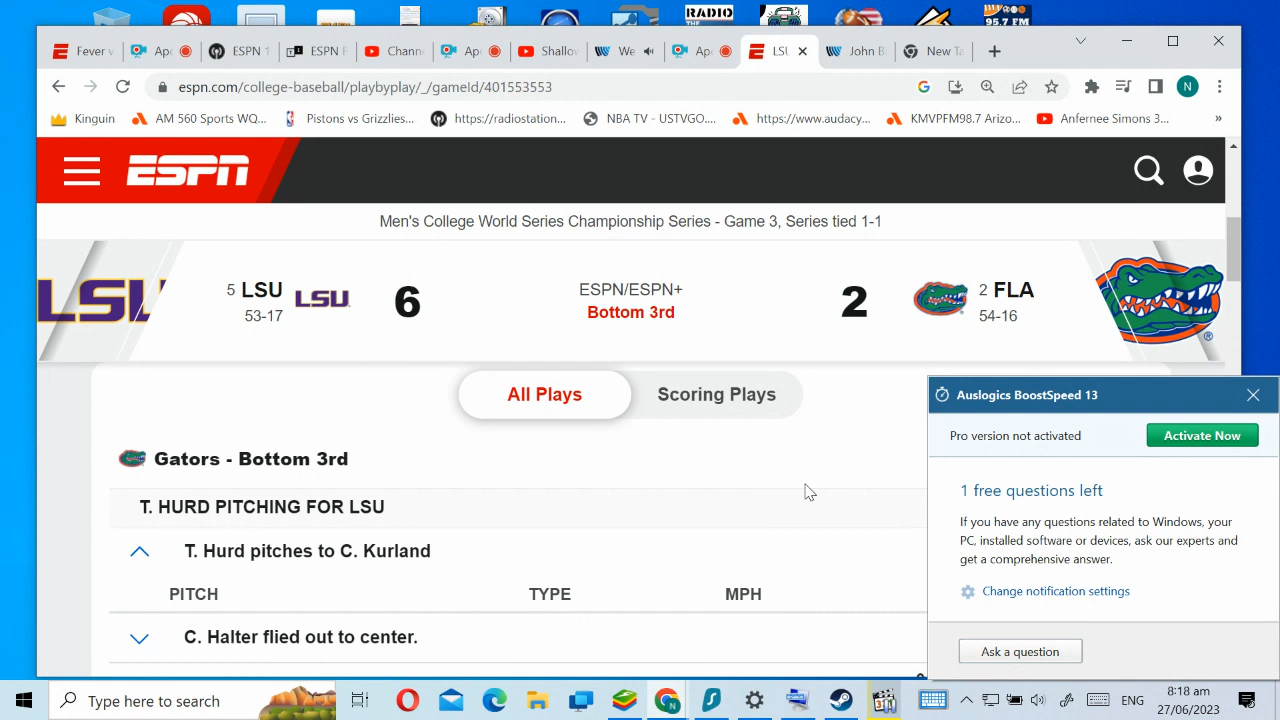 RADIO
THE
95.7 FM
Fever v
Apo
ESPN 1
ESPN R
Chann
Apo
Shallov
We
Apo
LSU
John B
New Ta
espn.com/college-baseball/playbyplay/_/gameId/401553553
N
Kinguin
AM 560 Sports WQ...
Pistons vs Grizzlies...
https://radiostation...
NBA TV - USTVGO....
https://www.audacy...
KMVPFM98.7 Arizo...
Anfernee Simons 3...
»
ESPN
Men's College World Series Championship Series - Game 3, Series tied 1-1
LSU
5 LSU
53-17
LSU
6
ESPN/ESPN+
Bottom 3rd
2
2 FLA
54-16
All Plays
Scoring Plays
Gators - Bottom 3rd
T. HURD PITCHING FOR LSU
T. Hurd pitches to C. Kurland
PITCH
TYPE
MPH
C. Halter flied out to center.
Auslogics BoostSpeed 13
Pro version not activated
Activate Now
1 free questions left
If you have any questions related to Windows, your
PC, installed software or devices, ask our experts and
get a comprehensive answer.
Change notification settings
Ask a question
Type here to search
ENG
8:18 am
27/06/2023